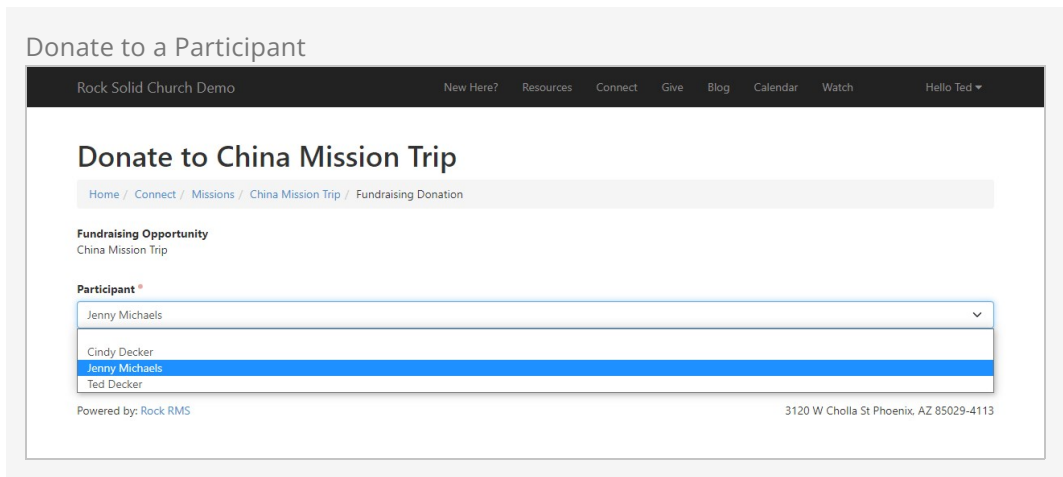 Donate to a Participant
Rock Solid Church Demo New Here? Resources Connect Give Blog Calendar Watch Hello Ted
Donate to China Mission Trip
Home / Connect / Missions / China Mission Trip / Fundraising Donation
Fundraising Opportunity
China Mission Trip
Participant
Jenny Michaels
Cindy Decker
Jenny Michaels
Ted Decker
Powered by: Rock RMS 3120 W Cholla St Phoenix, AZ 85029-4113